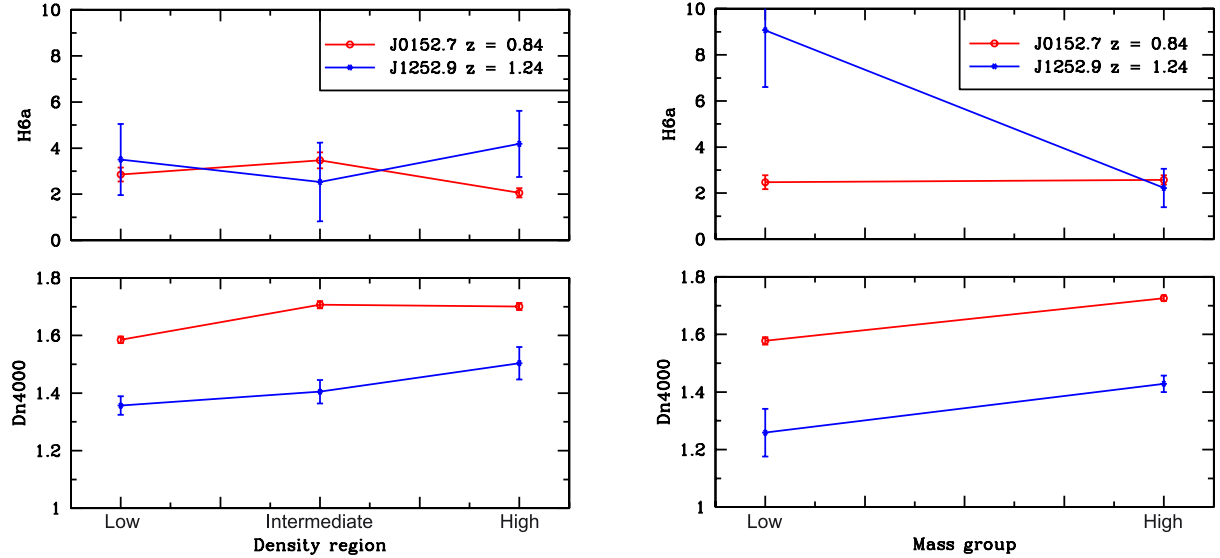 10
8
6
4
2
0
H6a
J0152.7 z = 0.84
J1252.9 z = 1.24
1.8
1.6
1.4
1.2
1
Dn4000
Low Intermediate High
Density region
10
8
6
4
2
0
H6a
J0152.7 z = 0.84
J1252.9 z = 1.24
1.8
1.6
1.4
1.2
1
Dn4000
Low High
Mass group